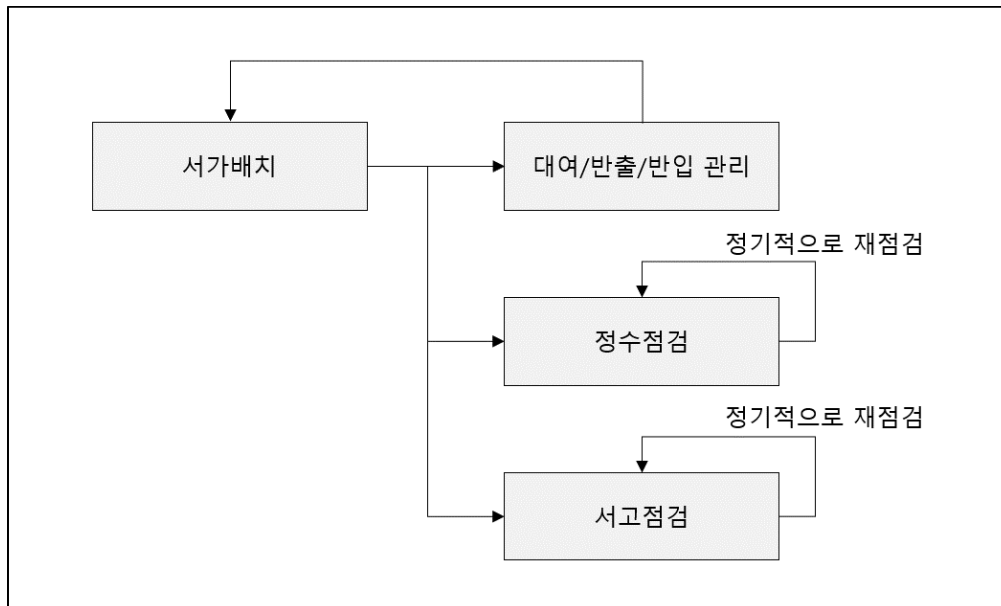 서가배치
대여/반출/반입 관리
정기적으로 재점검
정수점검
정기적으로 재점검
서고점검